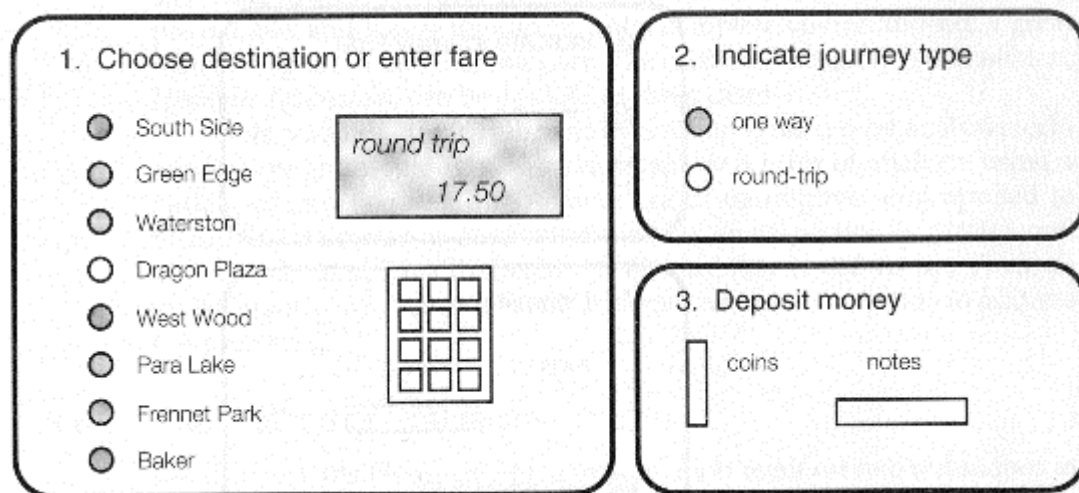 1. Choose destination or enter fare
South Side
Green Edge
Waterston
Dragon Plaza
West Wood
Para Lake
Frennet Park
Baker
round trip
17.50
2. Indicate journey type
one way
round-trip
3. Deposit money
coins
notes